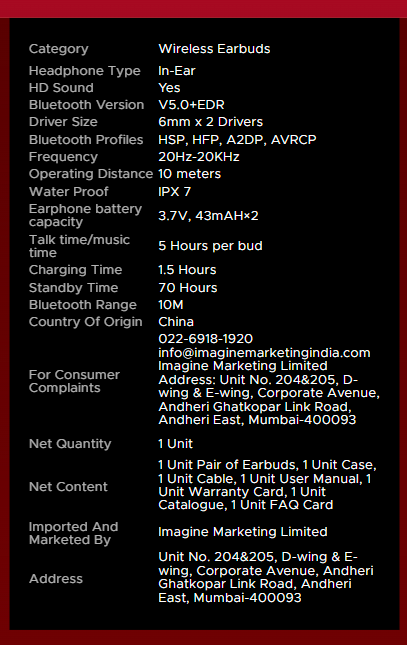 Category Wireless Earbuds
Headphone Type In-Ear
HD Sound Yes
Bluetooth Version V5.0+EDR
Driver Size 6mm x 2 Drivers
Bluetooth Profiles HSP, HFP, A2DP, AVRCP
Frequency 20Hz-20KHz
Operating Distance 10 meters
Water Proof IPX 7
Earphone battery
capacity
3.7V, 43mAH×2
Talk time/music
time
5 Hours per bud
Charging Time 1.5 Hours
Standby Time 70 Hours
Bluetooth Range 10M
Country Of Origin China
For Consumer
Complaints
022-6918-1920
info@imaginemarketingindia.com
Imagine Marketing Limited
Address: Unit No. 204&205, D-
wing & E-wing, Corporate Avenue,
Andheri Ghatkopar Link Road,
Andheri East, Mumbai-400093
Net Quantity 1 Unit
Net Content
1 Unit Pair of Earbuds, 1 Unit Case,
1 Unit Cable, 1 Unit User Manual, 1
Unit Warranty Card, 1 Unit
Catalogue, 1 Unit FAQ Card
Imported And
Marketed By
Imagine Marketing Limited
Address
Unit No. 204&205, D-wing & E-
wing, Corporate Avenue, Andheri
Ghatkopar Link Road, Andheri
East, Mumbai-400093